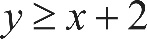 y ≥ x + 2